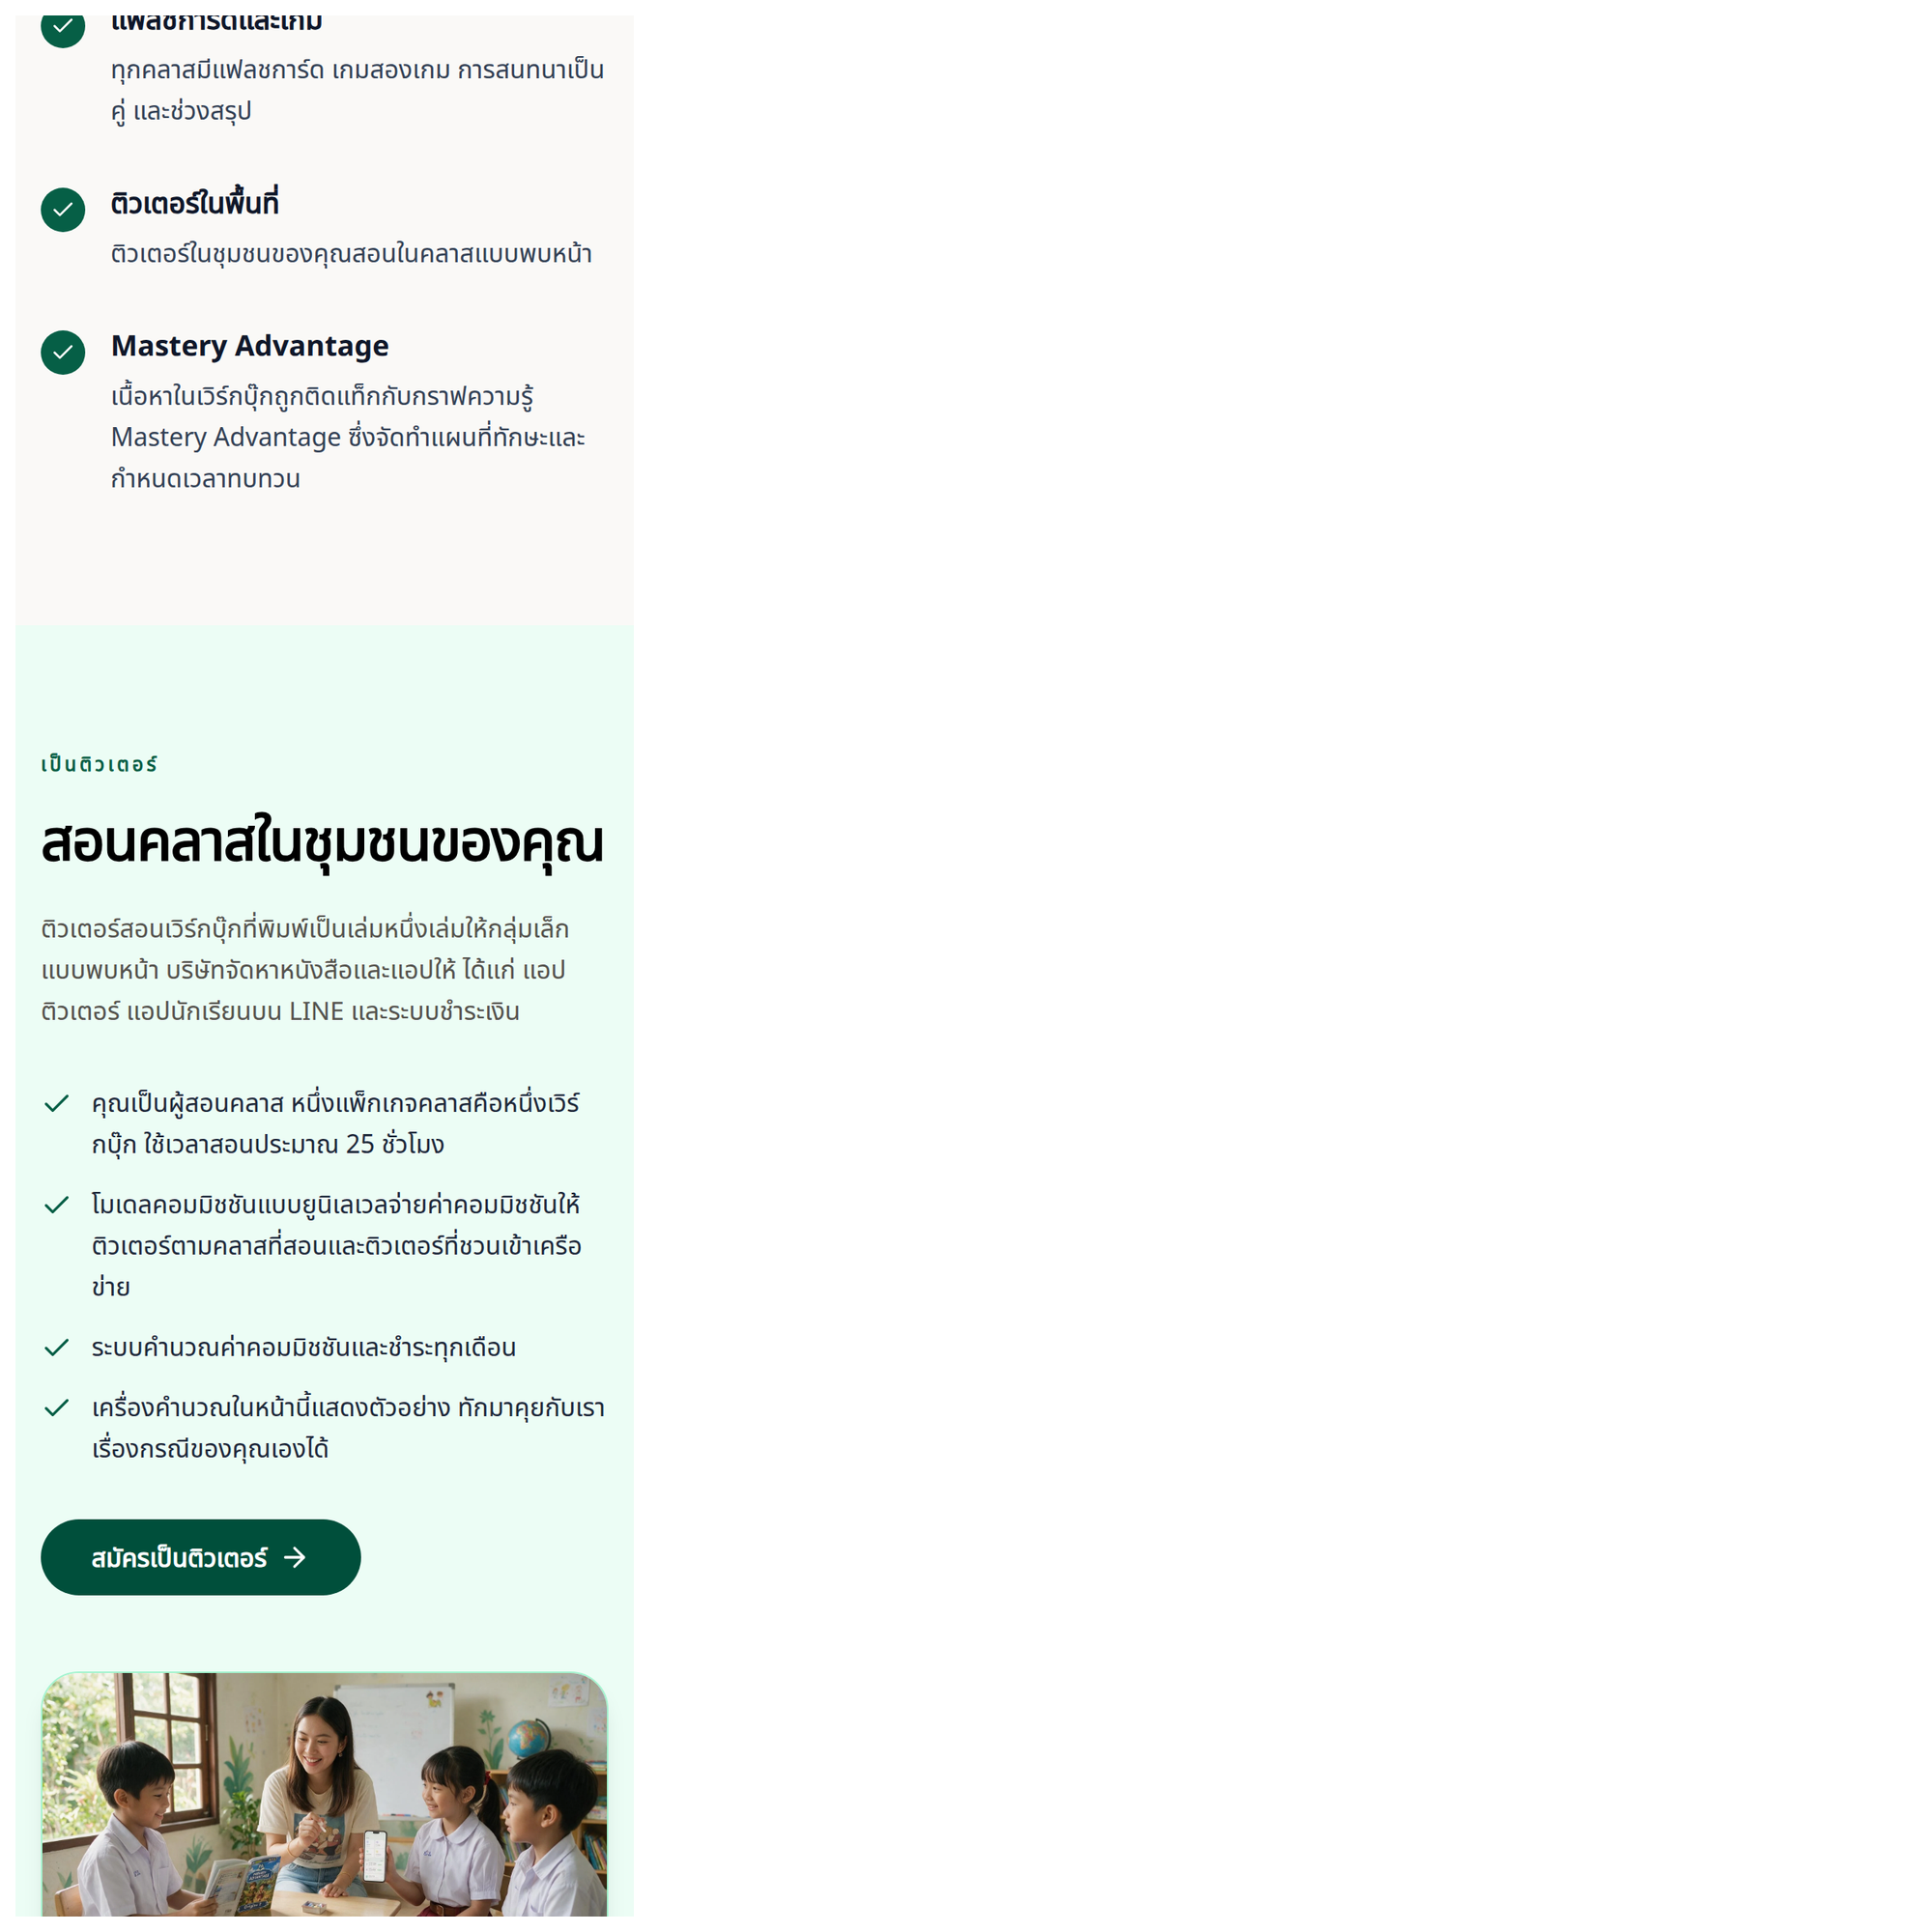 แฟลชการ์ดและเกม
ทุกคลาสมีแฟลชการ์ด เกมสองเกม การสนทนาเป็น
คู่ และช่วงสรุป
ติวเตอร์ในพื้นที่
ติวเตอร์ในชุมชนของคุณสอนในคลาสแบบพบหน้า
Mastery Advantage
เนื้อหาในเวิร์กบุ๊กถูกติดแท็กกับกราฟความรู้
Mastery Advantage ซึ่งจัดทำแผนที่ทักษะและ
กำหนดเวลาทบทวน
เป็นติวเตอร์
สอนคลาสในชุมชนของคุณ
ติวเตอร์สอนเวิร์กบุ๊กที่พิมพ์เป็นเล่มหนึ่งเล่มให้กลุ่มเล็ก
แบบพบหน้า บริษัทจัดหาหนังสือและแอปให้ ได้แก่ แอป
ติวเตอร์ แอปนักเรียนบน LINE และระบบชำระเงิน
คุณเป็นผู้สอนคลาส หนึ่งแพ็กเกจคลาสคือหนึ่งเวิร์
กบุ๊ก ใช้เวลาสอนประมาณ 25 ชั่วโมง
โมเดลคอมมิชชันแบบยูนิเลเวลจ่ายค่าคอมมิชชันให้
ติวเตอร์ตามคลาสที่สอนและติวเตอร์ที่ชวนเข้าเครือ
ข่าย
ระบบคำนวณค่าคอมมิชชันและชำระทุกเดือน
เครื่องคำนวณในหน้านี้แสดงตัวอย่าง ทักมาคุยกับเรา
เรื่องกรณีของคุณเองได้
สมัครเป็นติวเตอร์